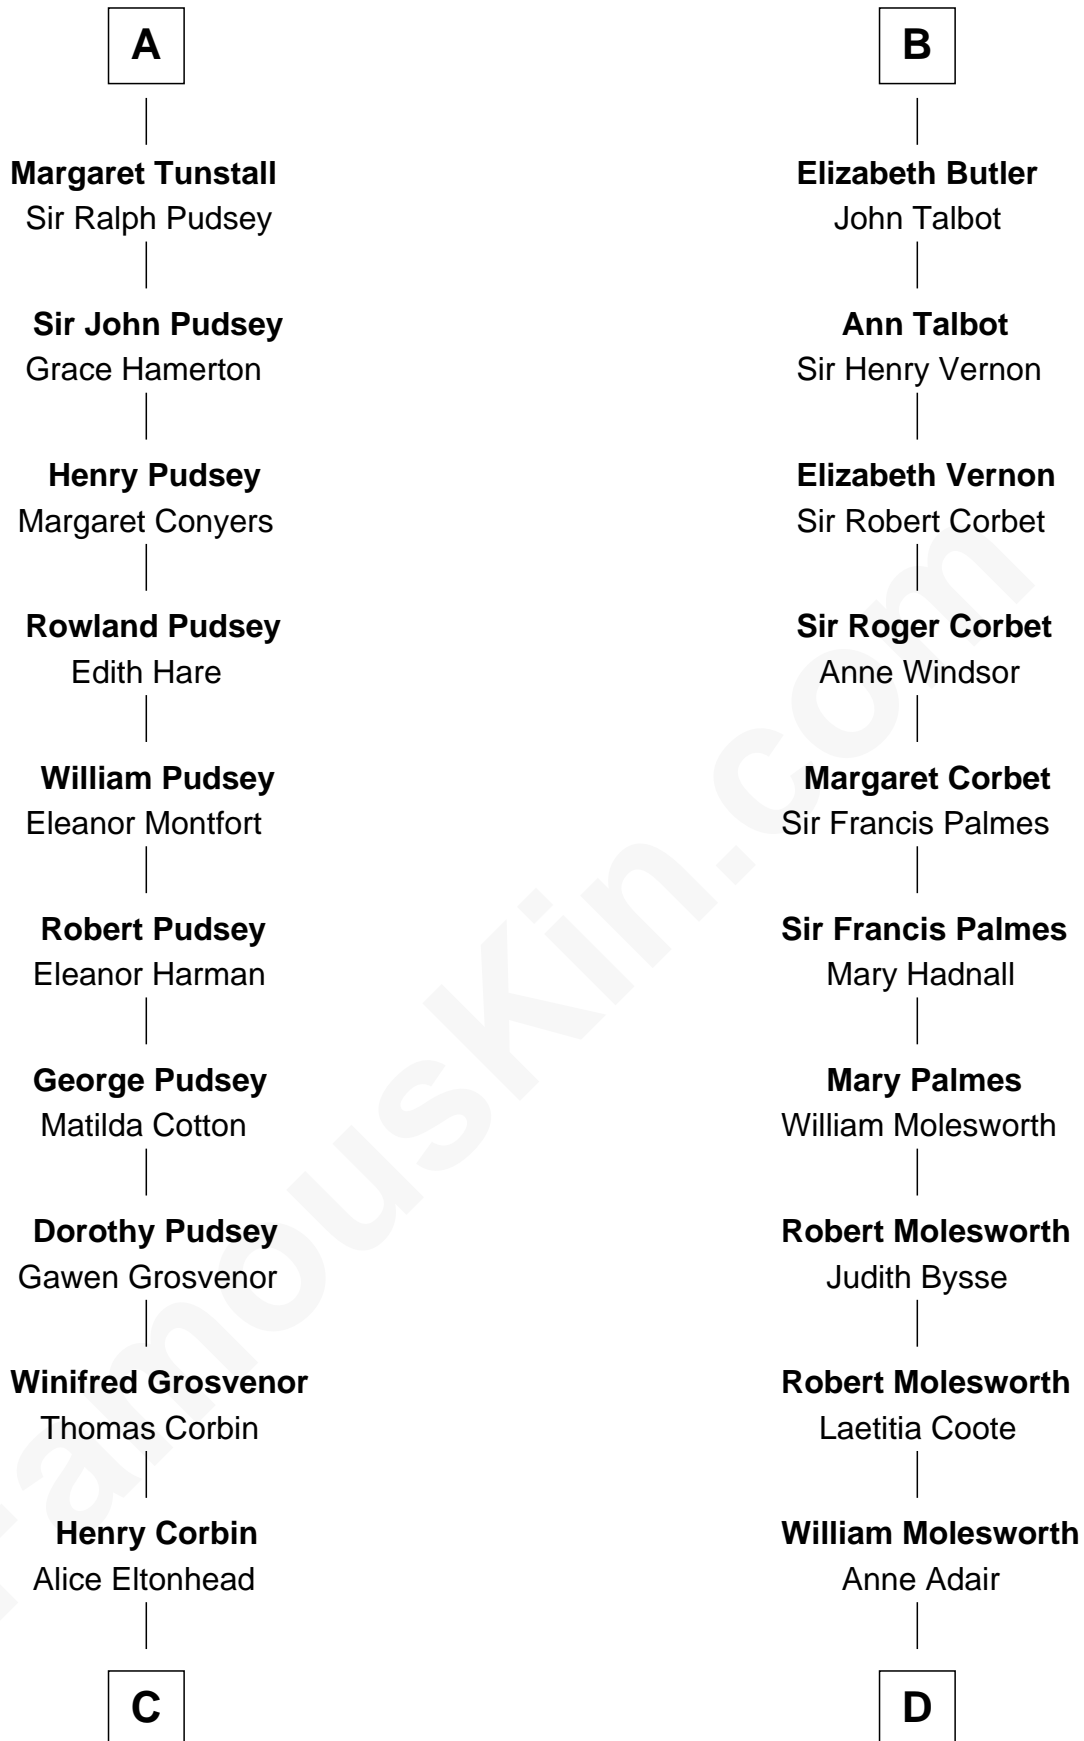 A
Margaret Tunstall
Sir Ralph Pudsey
Sir John Pudsey
Grace Hamerton
Henry Pudsey
Margaret Conyers
Rowland Pudsey
Edith Hare
William Pudsey
Eleanor Montfort
Robert Pudsey
Eleanor Harman
George Pudsey
Matilda Cotton
Dorothy Pudsey
Gawen Grosvenor
Winifred Grosvenor
Thomas Corbin
Henry Corbin
Alice Eltonhead
C
B
Elizabeth Butler
John Talbot
Ann Talbot
Sir Henry Vernon
Elizabeth Vernon
Sir Robert Corbet
Sir Roger Corbet
Anne Windsor
Margaret Corbet
Sir Francis Palmes
Sir Francis Palmes
Mary Hadnall
Mary Palmes
William Molesworth
Robert Molesworth
Judith Bysse
Robert Molesworth
Laetitia Coote
William Molesworth
Anne Adair
D
FamousKin.com